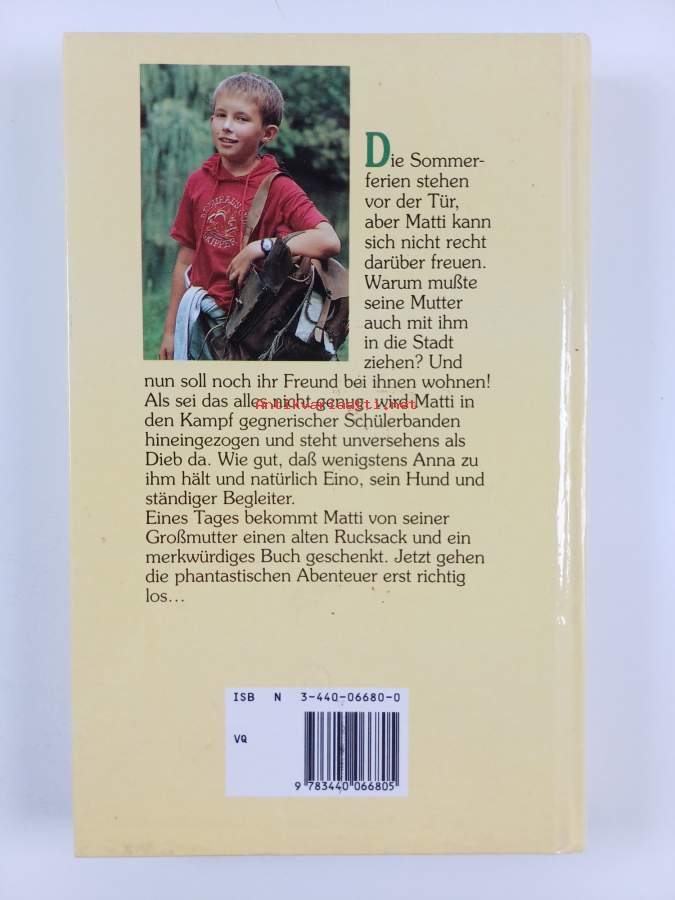 Die Sommer-
ferien stehen
vor der Tür,
aber Matti kann
sich nicht recht
darüber freuen.
Warum mußte
seine Mutter
auch mit ihm
in die Stadt
ziehen? Und
nun soll noch ihr Freund bei ihnen wohnen!
Als sei das alles nicht genug, wird Matti in
antikvariaatti.net
den Kampf gegnerischer Schülerbanden
hineingezogen und steht unversehens als
Dieb da. Wie gut, daß wenigstens Anna zu
ihm hält und natürlich Eino, sein Hund und
ständiger Begleiter.
Eines Tages bekommt Matti von seiner
Großmutter einen alten Rucksack und ein
merkwürdiges Buch geschenkt. Jetzt gehen
die phantastischen Abenteuer erst richtig
los...
ISB N 3-440-06680-0
VQ
9 783440 066805